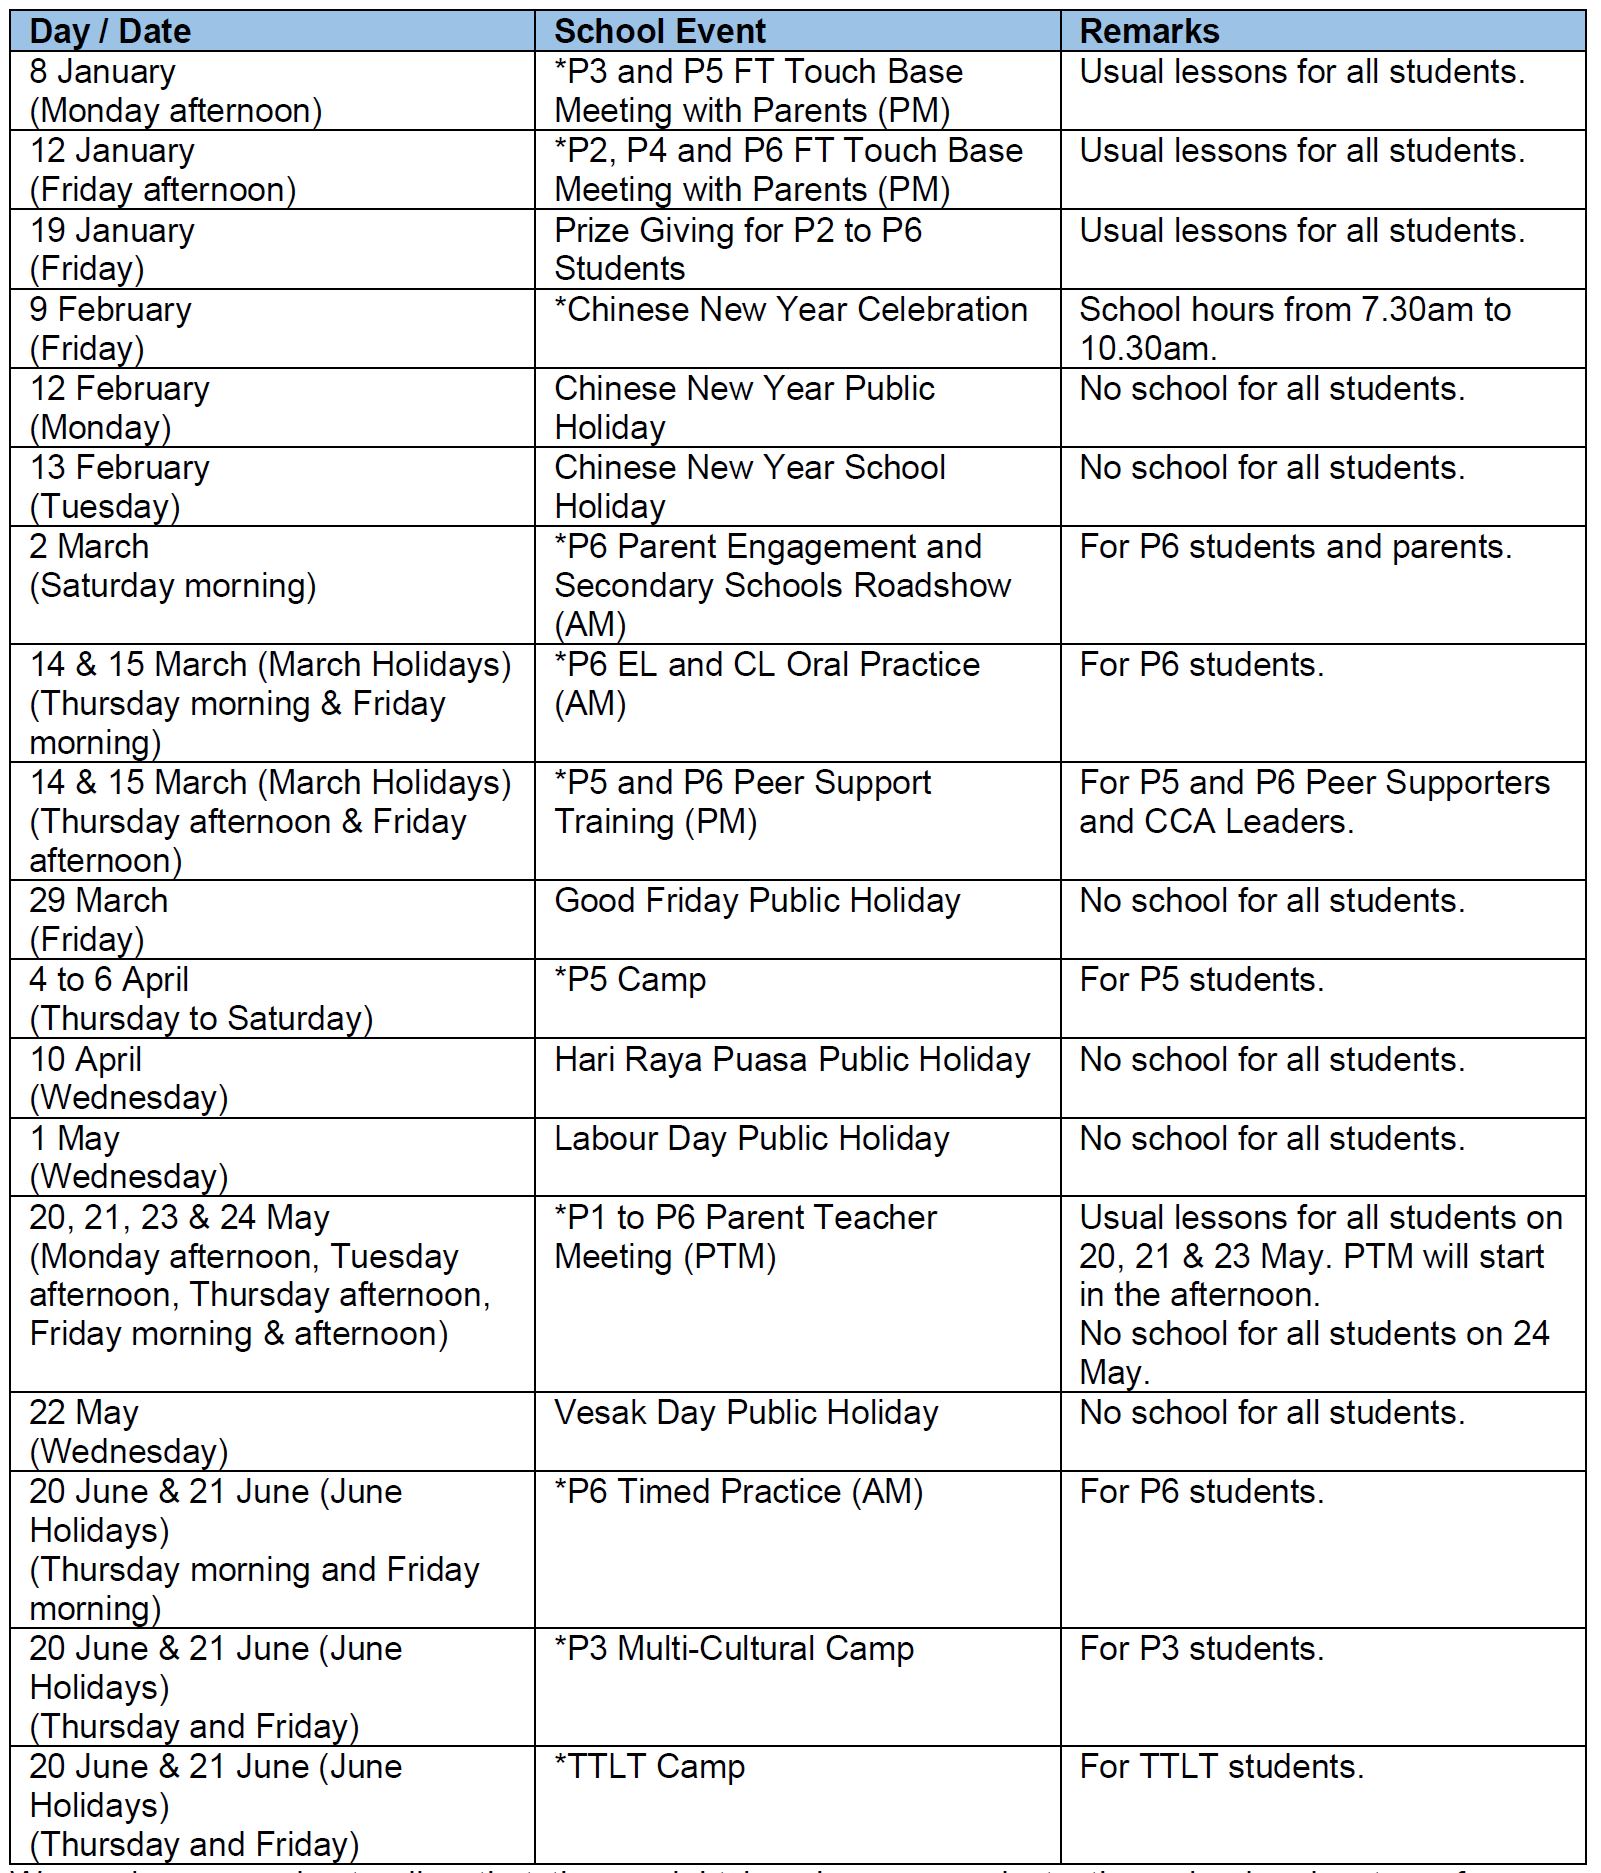 Day / Date
School Event
Remarks
8 January
(Monday afternoon)
*P3 and P5 FT Touch Base
Meeting with Parents (PM)
Usual lessons for all students.
12 January
(Friday afternoon)
*P2, P4 and P6 FT Touch Base
Meeting with Parents (PM)
Usual lessons for all students.
19 January
(Friday)
Prize Giving for P2 to P6
Students
Usual lessons for all students.
9 February
(Friday)
*Chinese New Year Celebration
School hours from 7.30am to
10.30am.
12 February
(Monday)
Chinese New Year Public
Holiday
No school for all students.
13 February
(Tuesday)
Chinese New Year School
Holiday
No school for all students.
2 March
(Saturday morning)
*P6 Parent Engagement and
Secondary Schools Roadshow
(AM)
For P6 students and parents.
14 & 15 March (March Holidays)
(Thursday morning & Friday
morning)
*P6 EL and CL Oral Practice
(AM)
For P6 students.
14 & 15 March (March Holidays)
(Thursday afternoon & Friday
afternoon)
*P5 and P6 Peer Support
Training (PM)
For P5 and P6 Peer Supporters
and CCA Leaders.
29 March
(Friday)
Good Friday Public Holiday
No school for all students.
4 to 6 April
(Thursday to Saturday)
*P5 Camp
For P5 students.
10 April
(Wednesday)
Hari Raya Puasa Public Holiday
No school for all students.
1 May
(Wednesday)
Labour Day Public Holiday
No school for all students.
20, 21, 23 & 24 May
(Monday afternoon, Tuesday
afternoon, Thursday afternoon,
Friday morning & afternoon)
*P1 to P6 Parent Teacher
Meeting (PTM)
Usual lessons for all students on
20, 21 & 23 May. PTM will start
in the afternoon.
No school for all students on 24
May.
22 May
(Wednesday)
Vesak Day Public Holiday
No school for all students.
20 June & 21 June (June
Holidays)
(Thursday morning and Friday
morning)
*P6 Timed Practice (AM)
For P6 students.
20 June & 21 June (June
Holidays)
(Thursday and Friday)
*P3 Multi-Cultural Camp
For P3 students.
20 June & 21 June (June
Holidays)
(Thursday and Friday)
*TTLT Camp
For TTLT students.